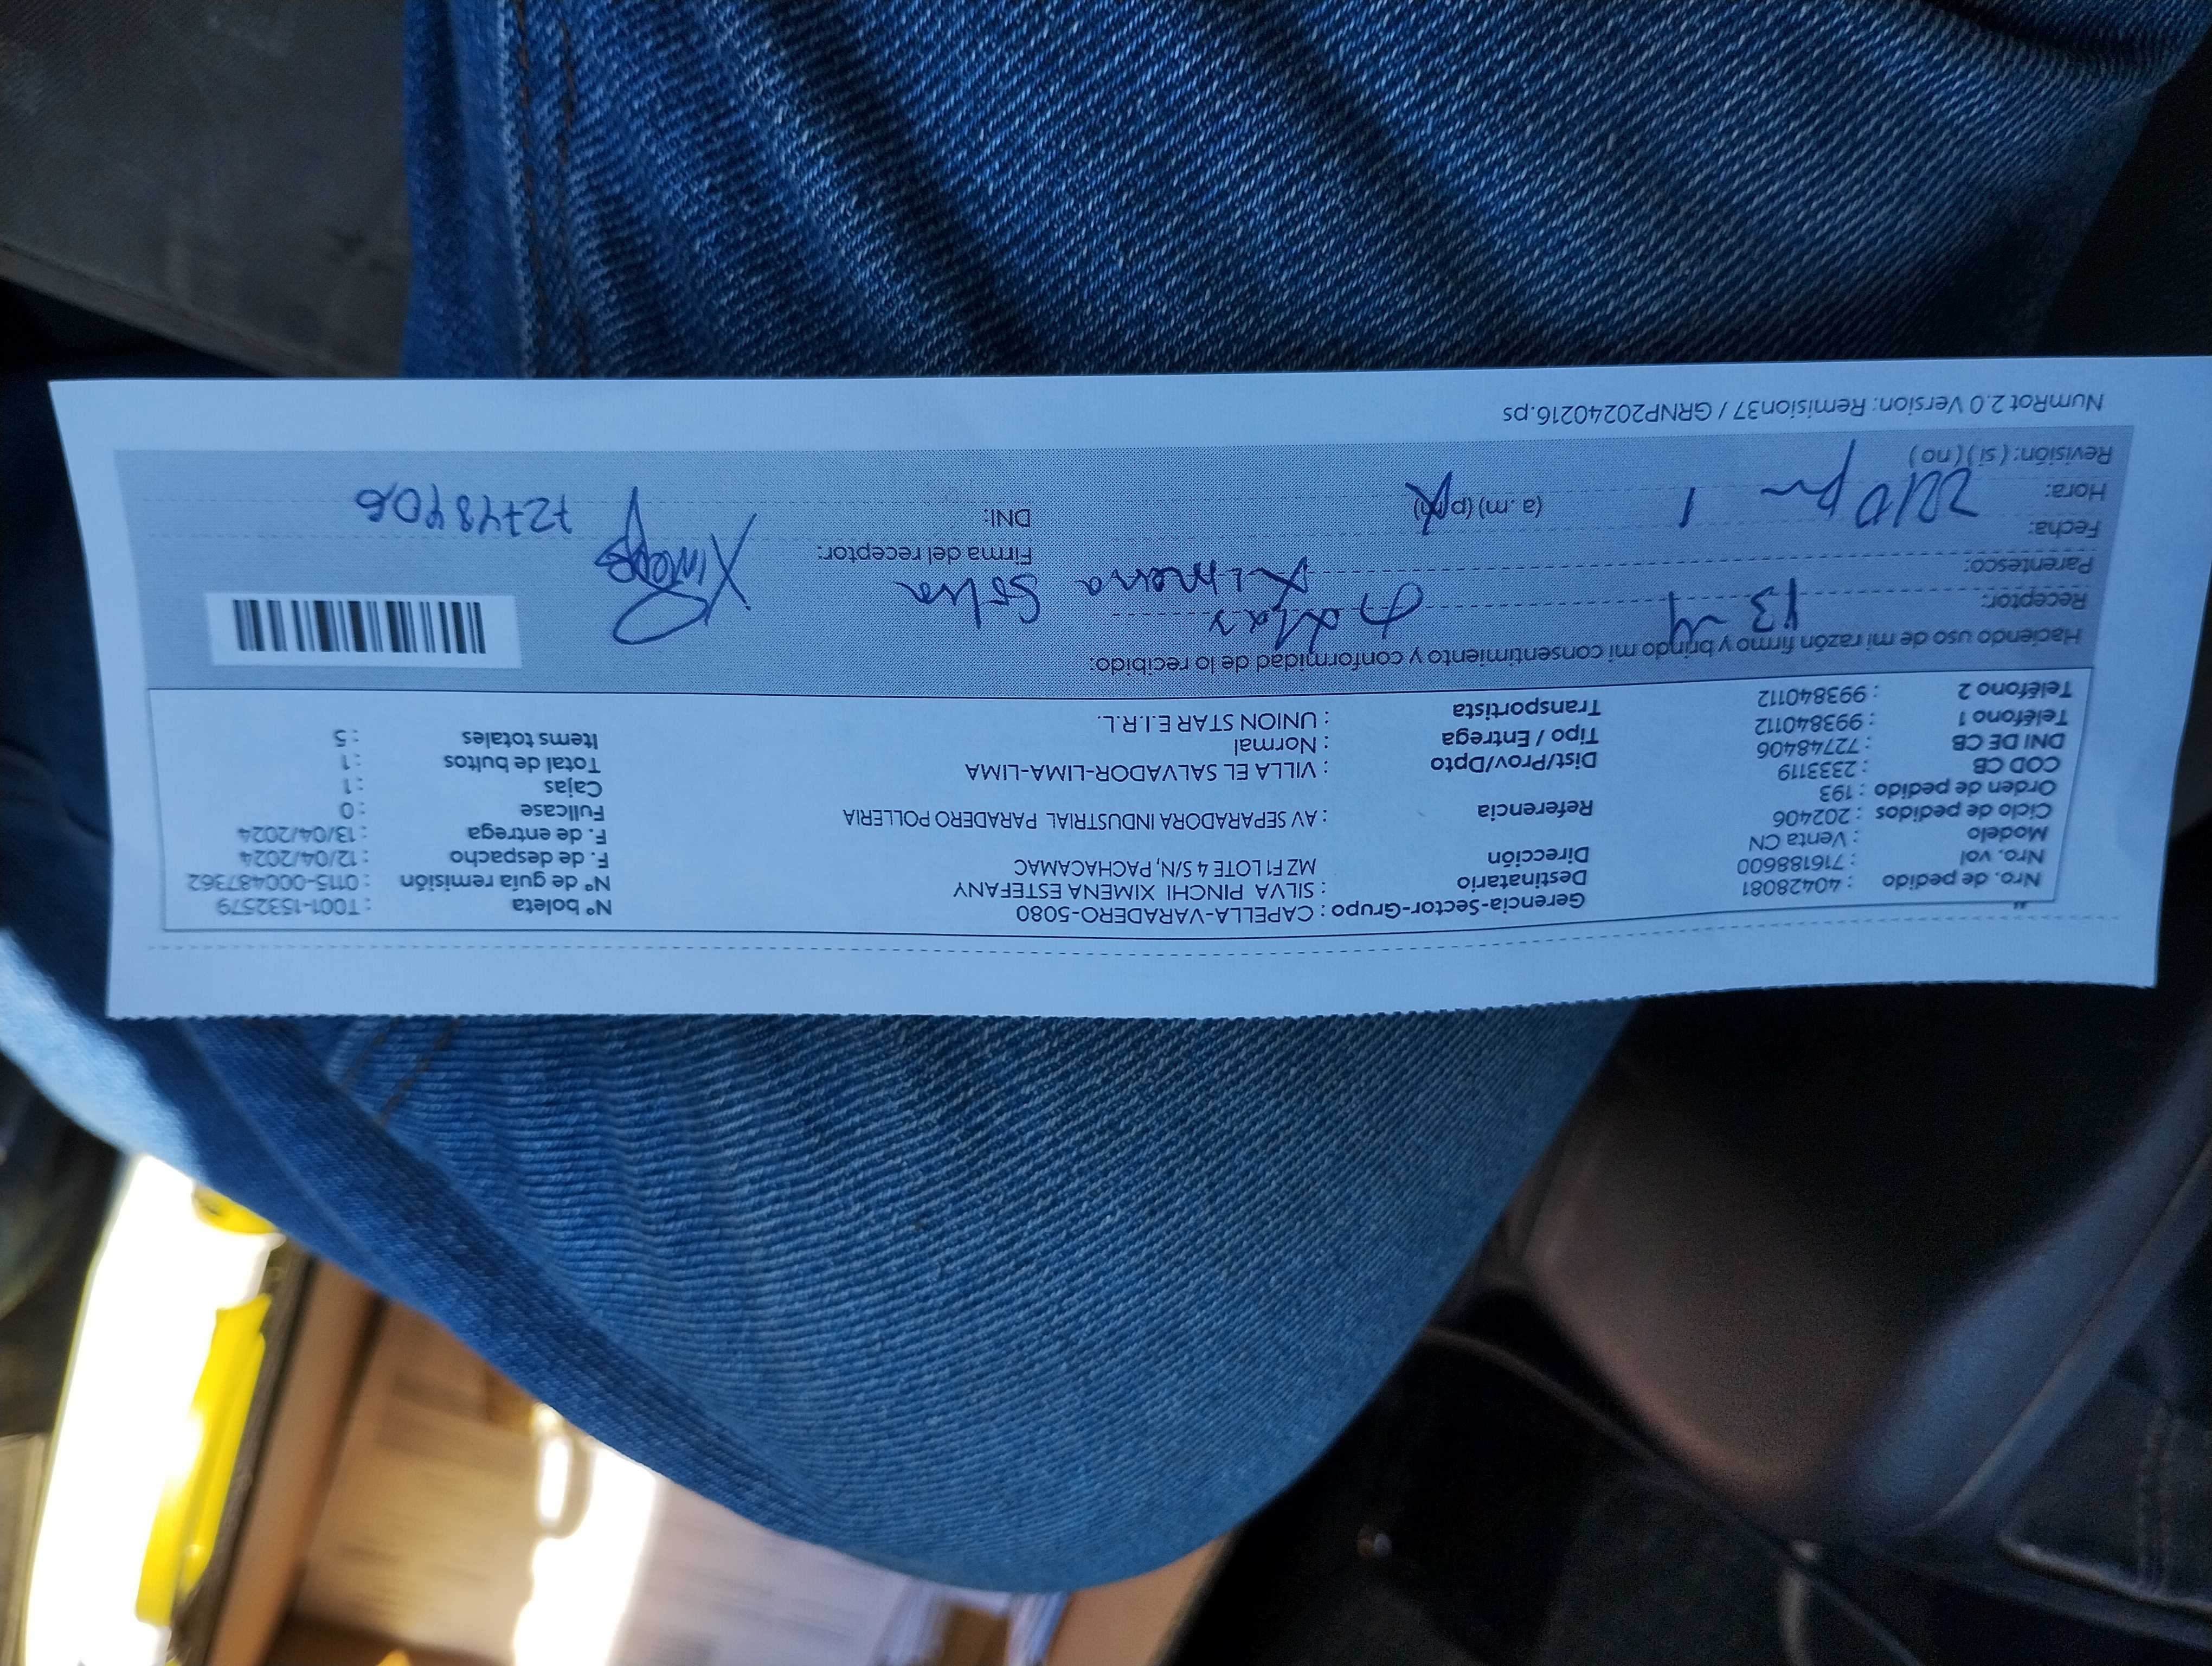 Nro. de pedido : 40428081 Gerencia-Sector-Grupo : CAPELLA-VARADERO-5080 N° boleta : T001-1532579
Nro. vol : 716188600 Destinatario : SILVA PINCHI XIMENA ESTEFANY N° de guía remisión : 0115-000487362
Modelo : Venta CN Dirección MZ F1 LOTE 4 S/N, PACHACAMAC F. de despacho : 12/04/2024
Ciclo de pedidos : 202406 F. de entrega : 13/04/2024
Orden de pedido : 193 Referencia : AV SEPARADORA INDUSTRIAL PARADERO POLLERIA Fullcase : 0
COD CB : 2333119 Cajas : 1
DNI DE CB : 72748406 Dist/Prov/Dpto : VILLA EL SALVADOR-LIMA-LIMA Total de bultos : 1
Teléfono 1 : 993840112 Tipo / Entrega : Normal Items totales : 5
Teléfono 2 : 993840112 Transportista : UNION STAR E.I.R.L.
Haciendo uso de mi razón firmo y brindo mi consentimiento y conformidad de lo recibido:
Receptor: 13 4
Parentesco: Ximena Silva Firma del receptor: Ximena
Fecha:
Hora: 2210 pm (a.m) (p.m) DNI: 72748406
Revisión: ( si ) ( no )
NumRot 2.0 Version: Remision37 / GRNP20240216.ps